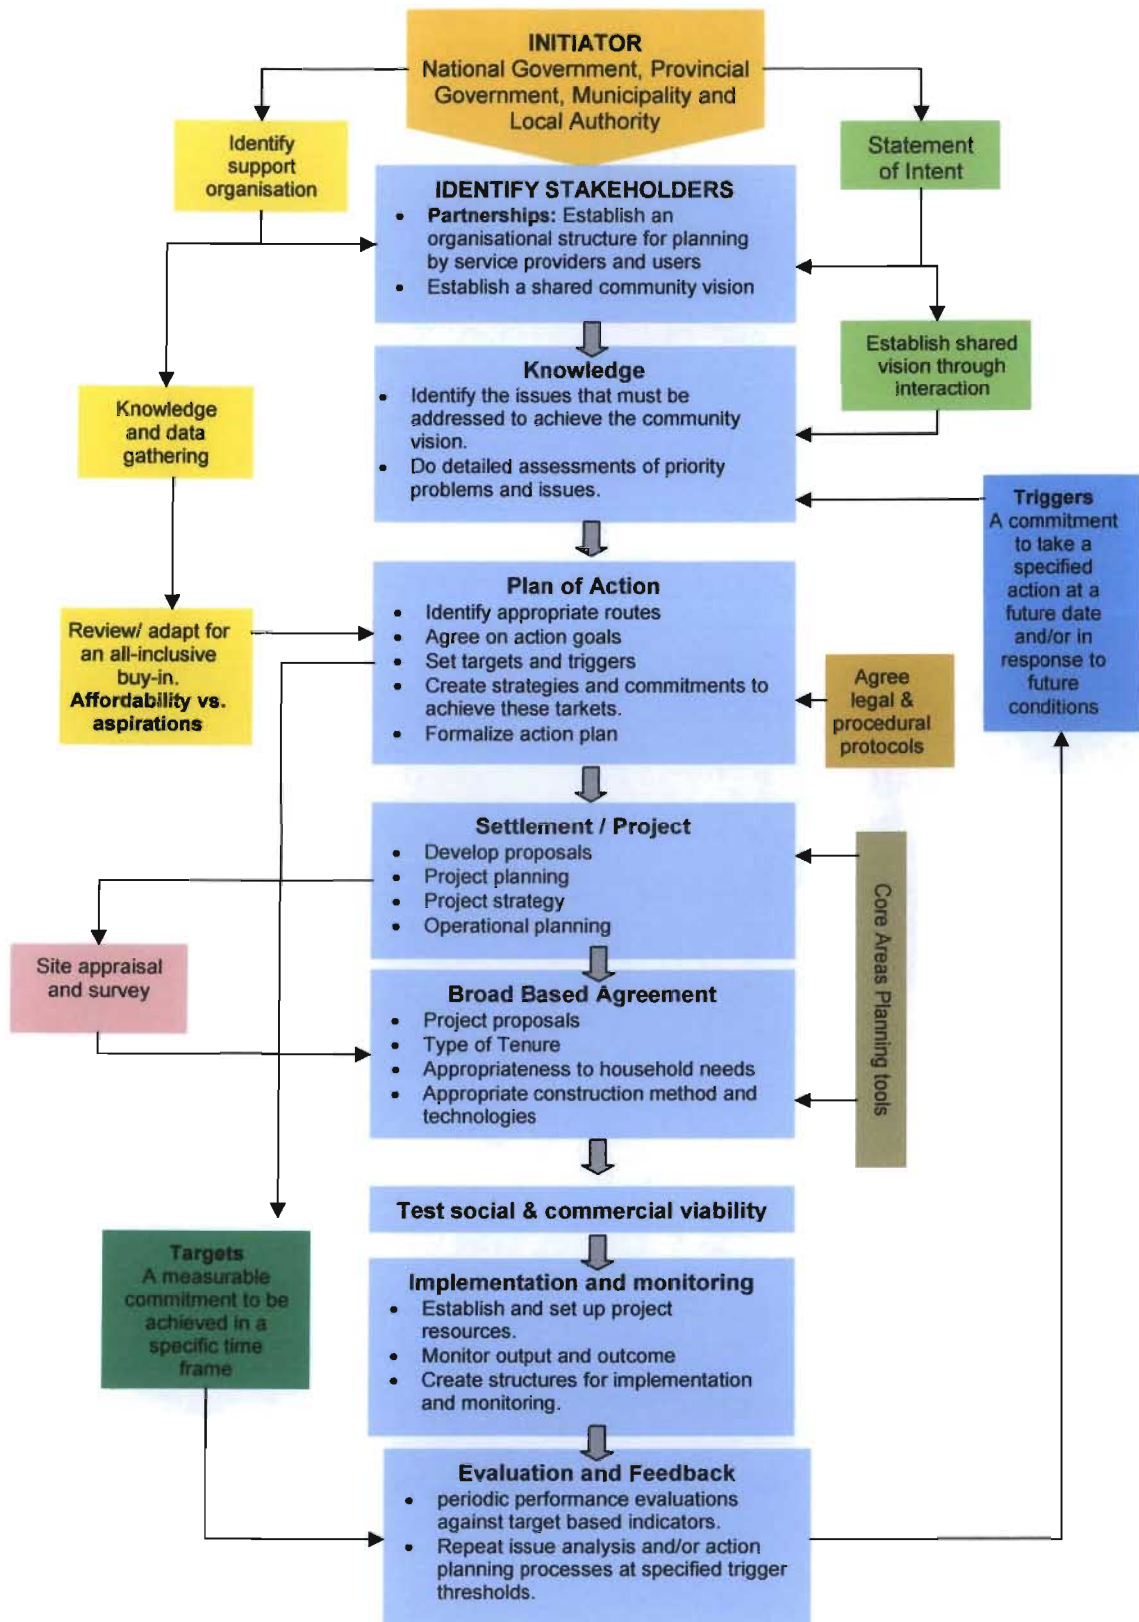 INITIATOR
National Government, Provincial
Government, Municipality and
Local Authority
Identify
support
organisation
Statement
of Intent
IDENTIFY STAKEHOLDERS
• Partnerships: Establish an
organisational structure for planning
by service providers and users
• Establish a shared community vision
Establish shared
vision through
interaction
Knowledge
• Identify the issues that must be
addressed to achieve the community
vision.
• Do detailed assessments of priority
problems and issues.
Knowledge
and data
gathering
Triggers
A commitment
to take a
specified
action at a
future date
and/or in
response to
future
conditions
Plan of Action
• Identify appropriate routes
• Agree on action goals
• Set targets and triggers
• Create strategies and commitments to
achieve these tarkets.
• Formalize action plan
Review/ adapt for
an all-inclusive
buy-in.
Affordability vs.
aspirations
Agree
legal &
procedural
protocols
Settlement / Project
• Develop proposals
• Project planning
• Project strategy
• Operational planning
Core Areas Planning tools
Site appraisal
and survey
Broad Based Agreement
• Project proposals
• Type of Tenure
• Appropriateness to household needs
• Appropriate construction method and
technologies
Test social & commercial viability
Targets
A measurable
commitment to be
achieved in a
specific time
frame
Implementation and monitoring
• Establish and set up project
resources.
• Monitor output and outcome
• Create structures for implementation
and monitoring.
Evaluation and Feedback
• periodic performance evaluations
against target based indicators.
• Repeat issue analysis and/or action
planning processes at specified trigger
thresholds.